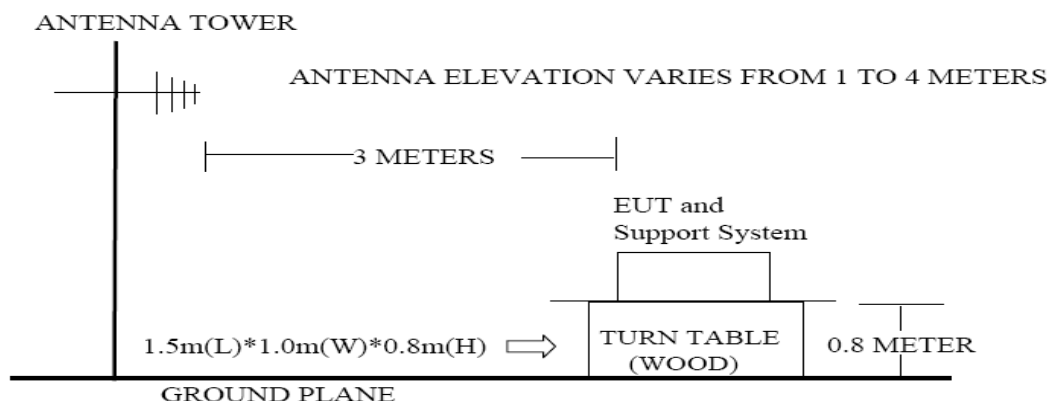 ANTENNA TOWER
ANTENNA ELEVATION VARIES FROM 1 TO 4 METERS
3 METERS
EUT and
Support System
1.5m(L)*1.0m(W)*0.8m(H)
TURN TABLE
(WOOD)
0.8 METER
GROUND PLANE